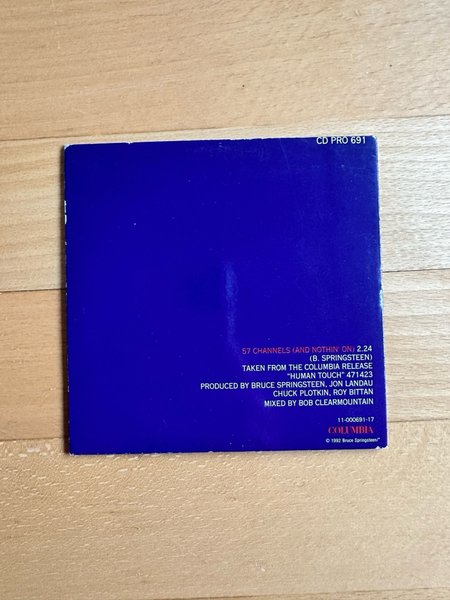 CD PRO 691
57 CHANNELS (AND NOTHIN' ON) 2.24
(B. SPRINGSTEEN)
TAKEN FROM THE COLUMBIA RELEASE
"HUMAN TOUCH" 471423
PRODUCED BY BRUCE SPRINGSTEEN, JON LANDAU
CHUCK PLOTKIN, ROY BITTAN
MIXED BY BOB CLEARMOUNTAIN
11-000691-17
COLUMBIA
© 1992 Bruce Springsteen/